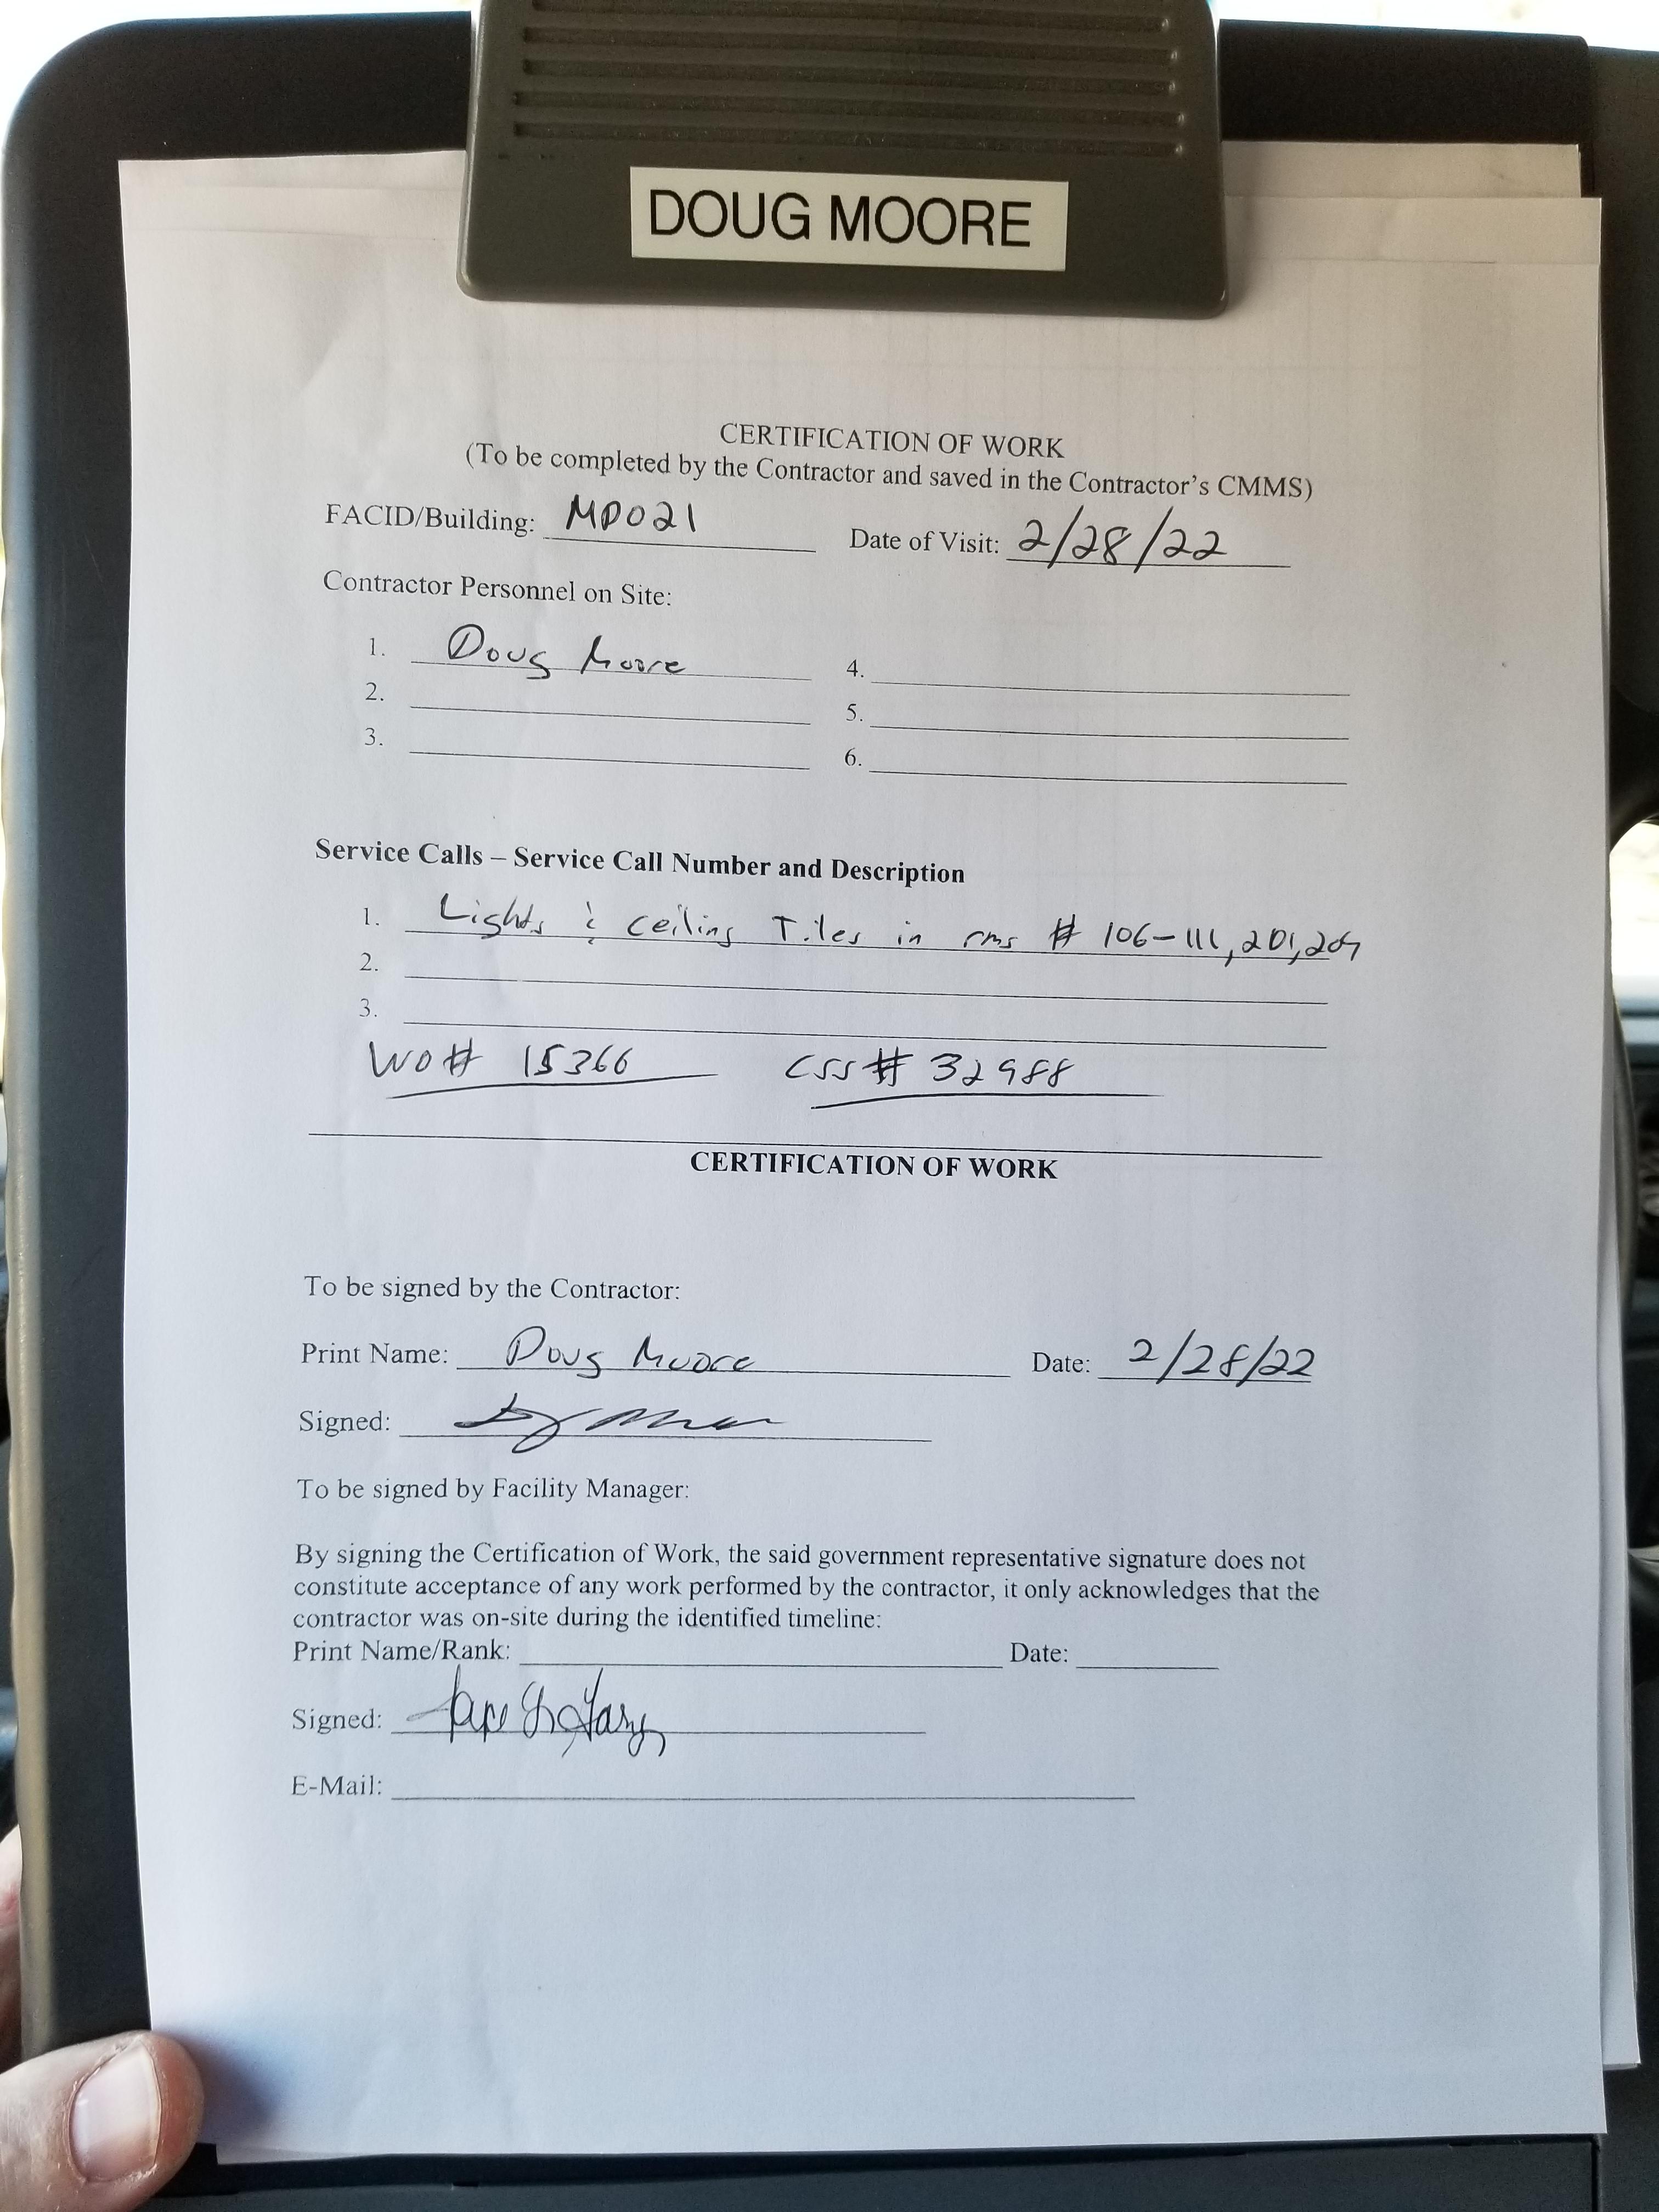 DOUG MOORE
CERTIFICATION OF WORK
(To be completed by the Contractor and saved in the Contractor's CMMS)
FACID/Building: MD021 Date of Visit: 2/28/22
Contractor Personnel on Site:
1. Doug Moore 4.
2. 5.
3. 6.
Service Calls – Service Call Number and Description
1. Lights & ceiling Tiles in rms # 106-111, 201,
2.
3.
WO# 15366 CSS# 32988
CERTIFICATION OF WORK
To be signed by the Contractor:
Print Name: Doug Moore Date: 2/28/22
Signed:
To be signed by Facility Manager:
By signing the Certification of Work, the said government representative signature does not
constitute acceptance of any work performed by the contractor, it only acknowledges that the
contractor was on-site during the identified timeline:
Print Name/Rank: Date:
Signed:
E-Mail: